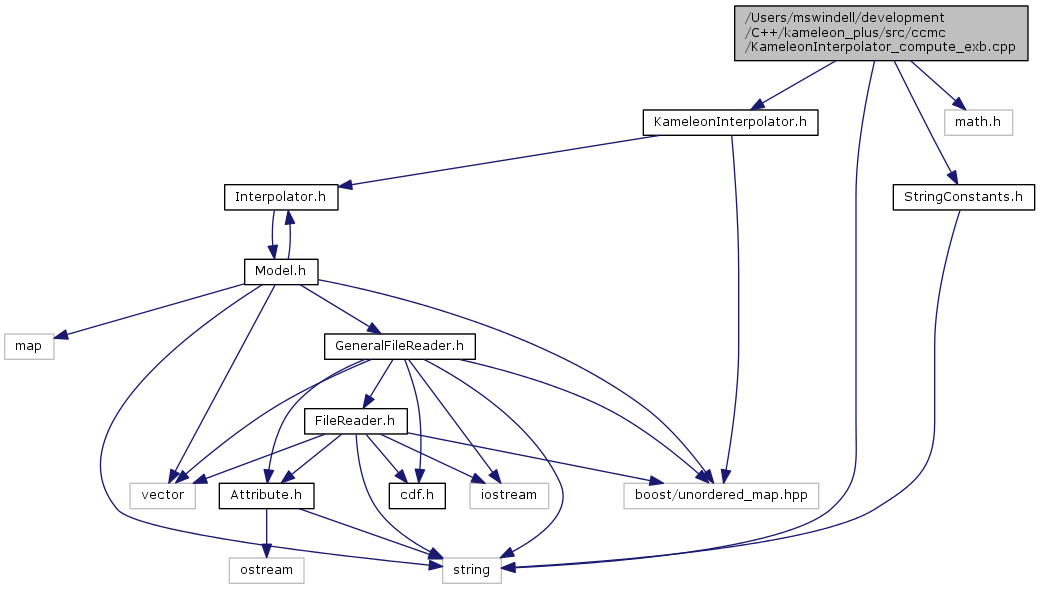 /Users/mswindell/development
/C++/kameleon_plus/src/ccmc
/KameleonInterpolator_compute_exb.cpp
KameleonInterpolator.h
math.h
Interpolator.h
StringConstants.h
Model.h
map
GeneralFileReader.h
FileReader.h
vector
Attribute.h
cdf.h
iostream
boost/unordered_map.hpp
ostream
string